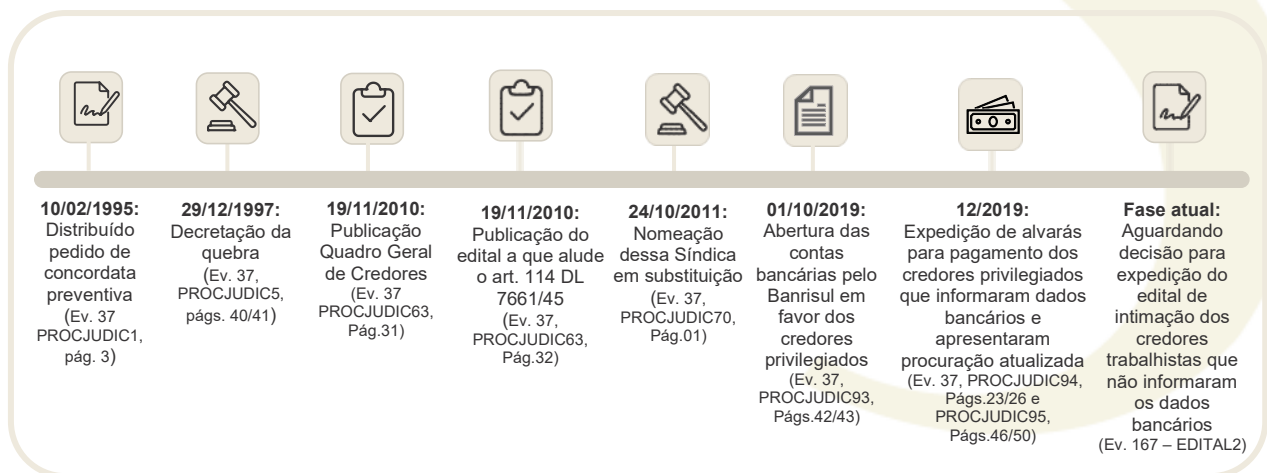 10/02/1995:
Distribuído
pedido de
concordata
preventiva
(Ev. 37
PROCJUDIC1,
pág. 3)
29/12/1997:
Decretação da
quebra
(Ev. 37,
PROCJUDIC5,
págs. 40/41)
19/11/2010:
Publicação
Quadro Geral
de Credores
(Ev. 37
PROCJUDIC63,
Pág.31)
19/11/2010:
Publicação do
edital a que alude
o art. 114 DL
7661/45
(Ev. 37,
PROCJUDIC63,
Pág.32)
24/10/2011:
Nomeação
dessa Síndica
em substituição
(Ev. 37,
PROCJUDIC70,
Pág.01)
01/10/2019:
Abertura das
contas
bancárias pelo
Banrisul em
favor dos
credores
privilegiados
(Ev. 37,
PROCJUDIC93,
Págs.42/43)
12/2019:
Expedição de alvarás
para pagamento dos
credores privilegiados
que informaram dados
bancários e
apresentaram
procuração atualizada
(Ev. 37, PROCJUDIC94,
Págs.23/26 e
PROCJUDIC95,
Págs.46/50)
Fase atual:
Aguardando
decisão para
expedição do
edital de
intimação dos
credores
trabalhistas que
não informaram
os dados
bancários
(Ev. 167 – EDITAL2)